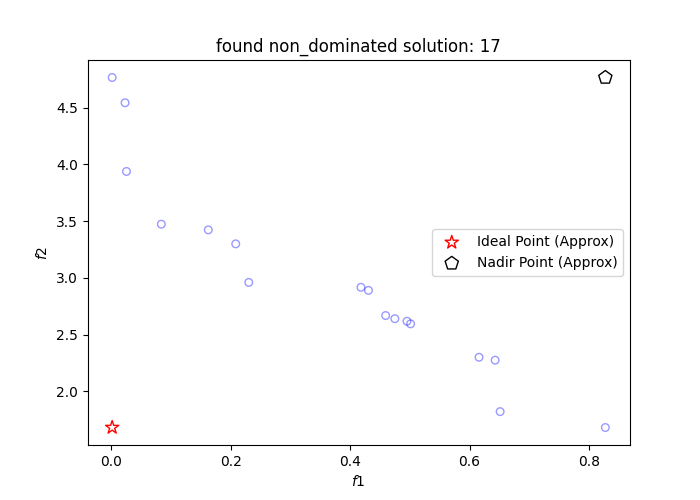 found non_dominated solution: 17
4.5
4.0
3.5
3.0
2.5
2.0
f2
Ideal Point (Approx)
Nadir Point (Approx)
0.0 0.2 0.4 0.6 0.8
f1